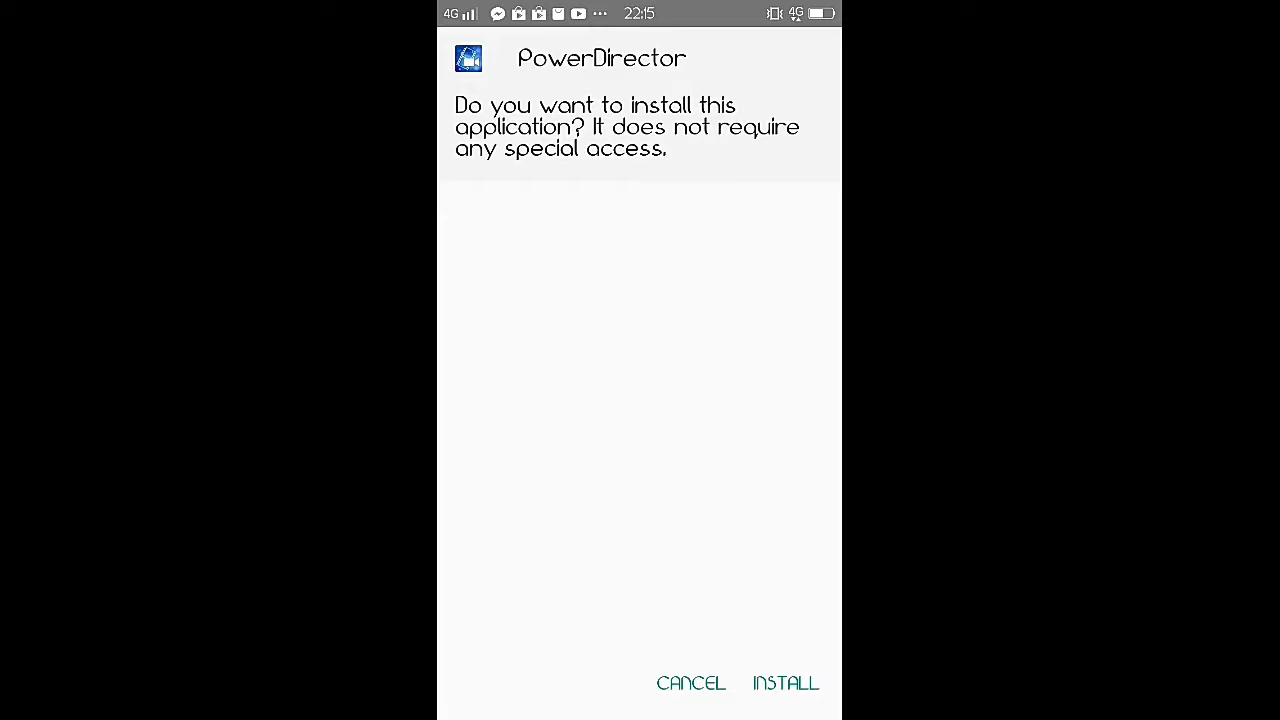 4G 22:15 4G
PowerDirector
Do you want to install this
application? It does not require
any special access.
CANCEL INSTALL